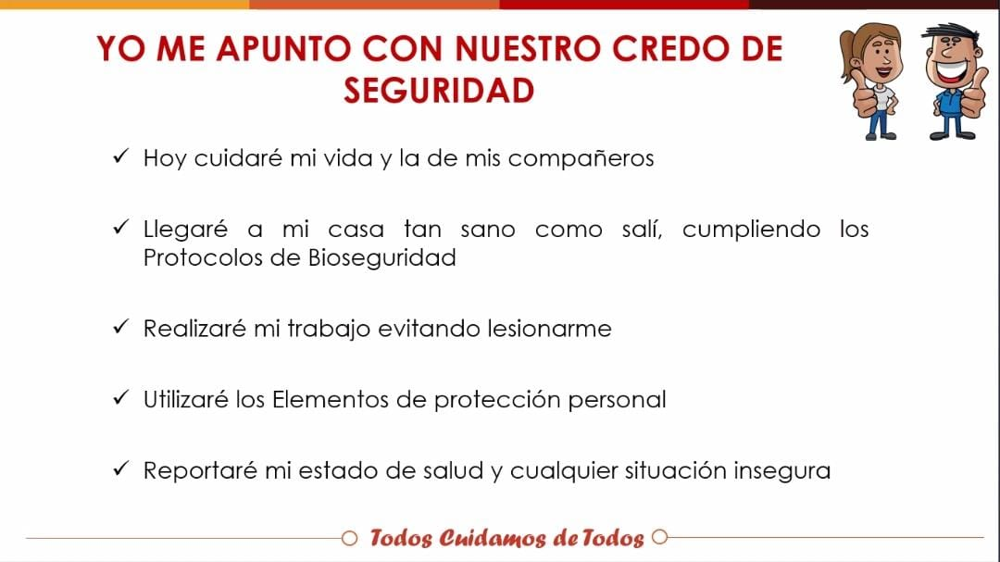 YO ME APUNTO CON NUESTRO CREDO DE
SEGURIDAD
✓ Hoy cuidaré mi vida y la de mis compañeros
✓ Llegaré a mi casa tan sano como salí, cumpliendo los
Protocolos de Bioseguridad
✓ Realizaré mi trabajo evitando lesionarme
✓ Utilizaré los Elementos de protección personal
✓ Reportaré mi estado de salud y cualquier situación insegura
Todos Cuidamos de Todos